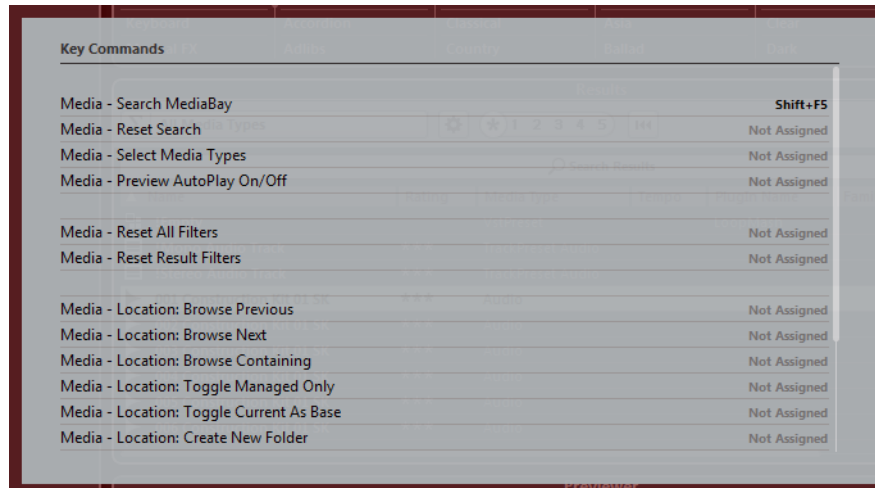 Key Commands
Media - Search MediaBay Shift+F5
Media - Reset Search Not Assigned
Media - Select Media Types Not Assigned
Media - Preview AutoPlay On/Off Not Assigned
Media - Reset All Filters Not Assigned
Media - Reset Result Filters Not Assigned
Media - Location: Browse Previous Not Assigned
Media - Location: Browse Next Not Assigned
Media - Location: Browse Containing Not Assigned
Media - Location: Toggle Managed Only Not Assigned
Media - Location: Toggle Current As Base Not Assigned
Media - Location: Create New Folder Not Assigned